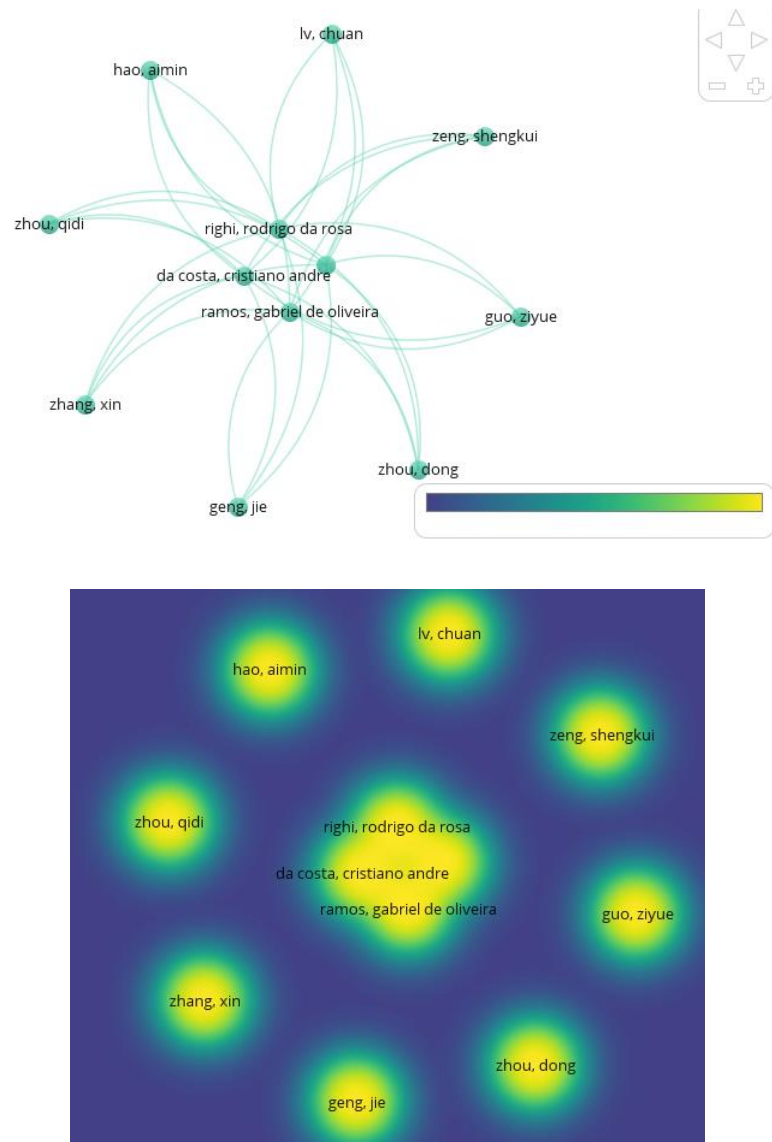 lv, chuan
hao, aimin
zeng, shengkui
zhou, qidi
righi, rodrigo da rosa
da costa, cristiano andre
ramos, gabriel de oliveira
guo, ziyue
zhang, xin
zhou, dong
geng, jie
lv, chuan
hao, aimin
zeng, shengkui
zhou, qidi
righi, rodrigo da rosa
da costa, cristiano andre
ramos, gabriel de oliveira
guo, ziyue
zhang, xin
zhou, dong
geng, jie